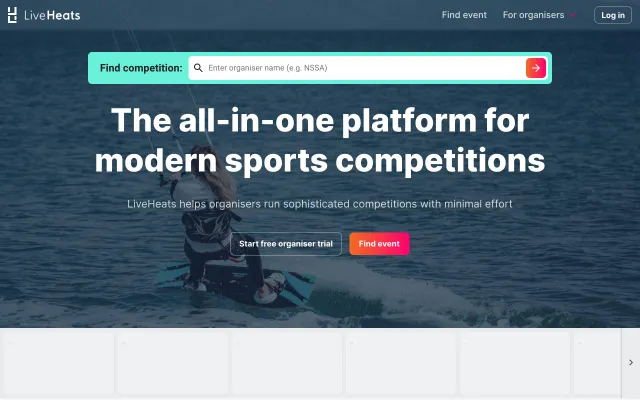 LiveHeats
Find event
For organisers
Log in
Find competition:
Enter organiser name (e.g. NSSA)
The all-in-one platform for
modern sports competitions
LiveHeats helps organisers run sophisticated competitions with minimal effort
Start free organiser trial
Find event